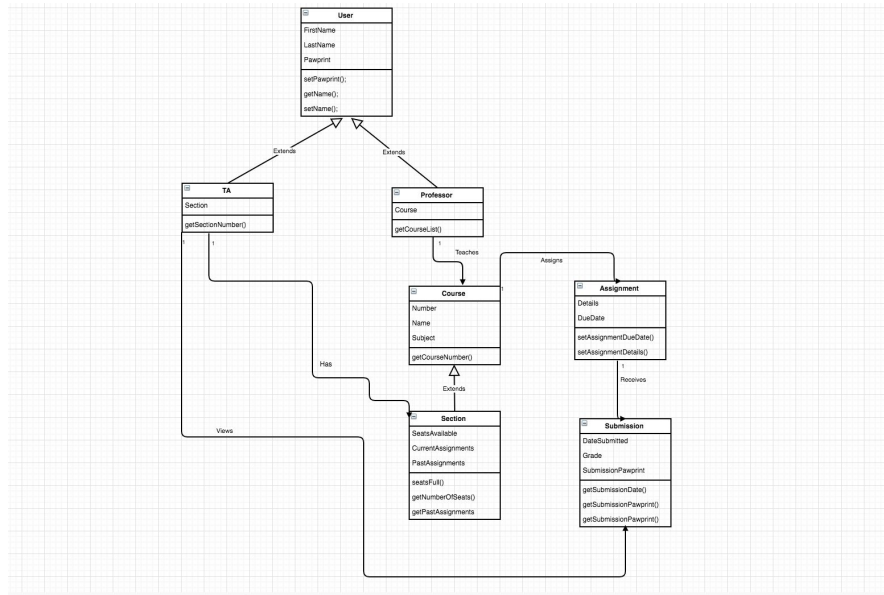 User
FirstName
LastName
Pawprint
setPawprint();
getName();
setName();
Extends
Extends
TA
Section
getSectionNumber()
1
1
Professor
Course
getCourseList()
1
Teaches
Assigns
Course
Number
Name
Subject
getCourseNumber()
1
Assignment
Details
DueDate
setAssignmentDueDate()
setAssignmentDetails()
1
Receives
Has
Extends
Section
SeatsAvailable
CurrentAssignments
PastAssignments
seatsFull()
getNumberOfSeats()
getPastAssignments
Views
Submission
DateSubmitted
Grade
SubmissionPawprint
getSubmissionDate()
getSubmissionPawprint()
getSubmissionPawprint()